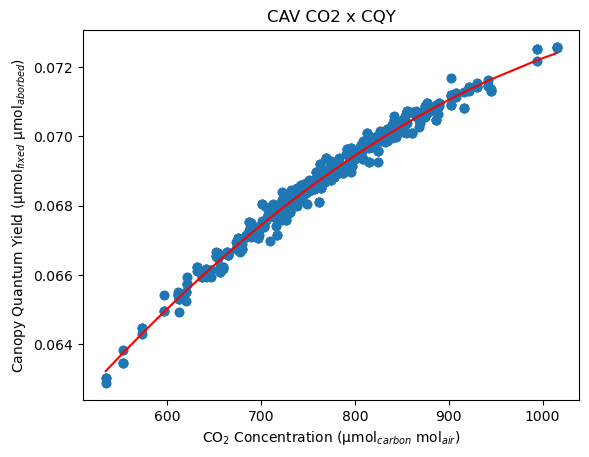 CAV CO2 x CQY
Canopy Quantum Yield (μmol_fixed μmol_aborbed)
0.072
0.070
0.068
0.066
0.064
600 700 800 900 1000
CO₂ Concentration (μmol_carbon mol_air)